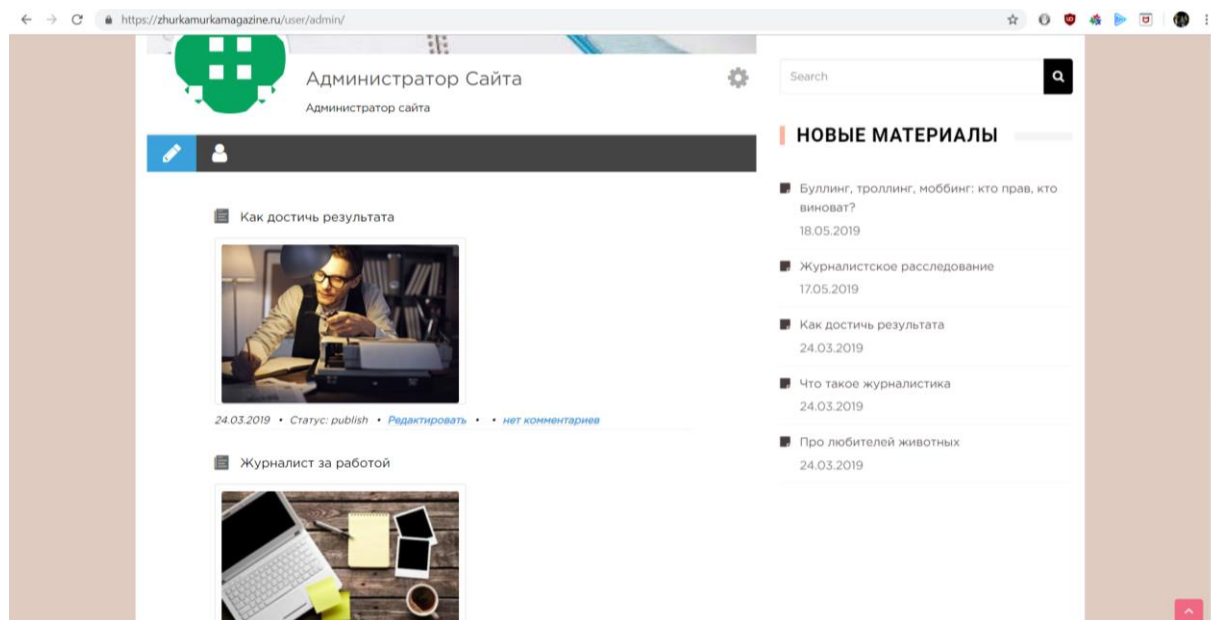 https://zhurkamurkamagazine.ru/user/admin/
Администратор Сайта
Администратор сайта
Как достичь результата
24.03.2019 • Статус: publish • Редактировать • • нет комментариев
Журналист за работой
Search
НОВЫЕ МАТЕРИАЛЫ
Буллинг, троллинг, моббинг: кто прав, кто
виноват?
18.05.2019
Журналистское расследование
17.05.2019
Как достичь результата
24.03.2019
Что такое журналистика
24.03.2019
Про любителей животных
24.03.2019